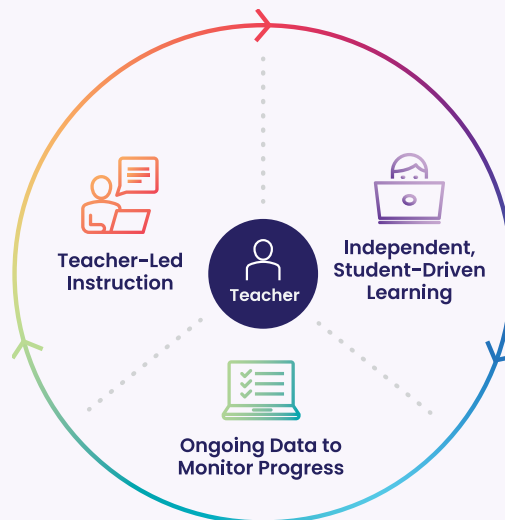 Teacher-Led
Instruction
Teacher
Independent,
Student-Driven
Learning
Ongoing Data to
Monitor Progress